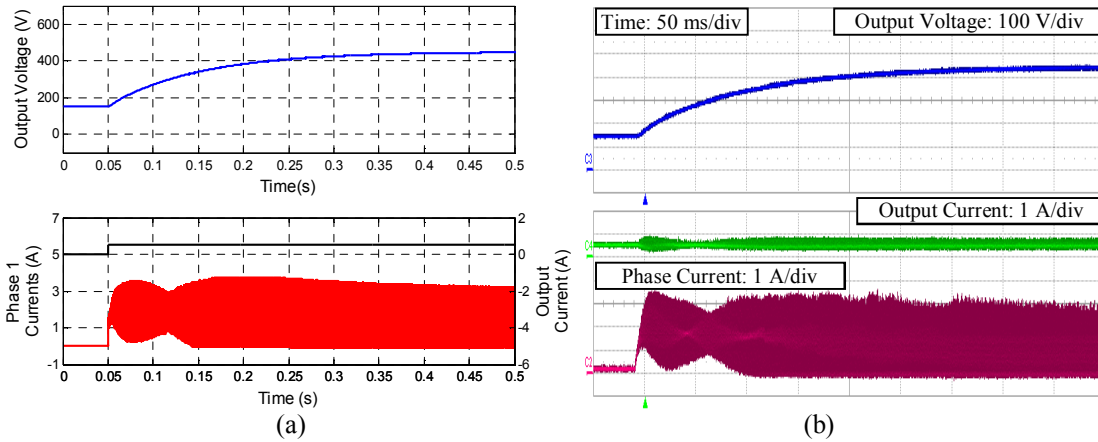 600
400
200
0
Output Voltage (V)
0 0.05 0.1 0.15 0.2 0.25 0.3 0.35 0.4 0.45 0.5
Time(s)
7
5
3
1
-1
Phase 1
Currents (A)
2
0
-2
-4
-6
Output
Current (A)
0 0.05 0.1 0.15 0.2 0.25 0.3 0.35 0.4 0.45 0.5
Time (s)
(a)
Time: 50 ms/div
Output Voltage: 100 V/div
Output Current: 1 A/div
Phase Current: 1 A/div
(b)